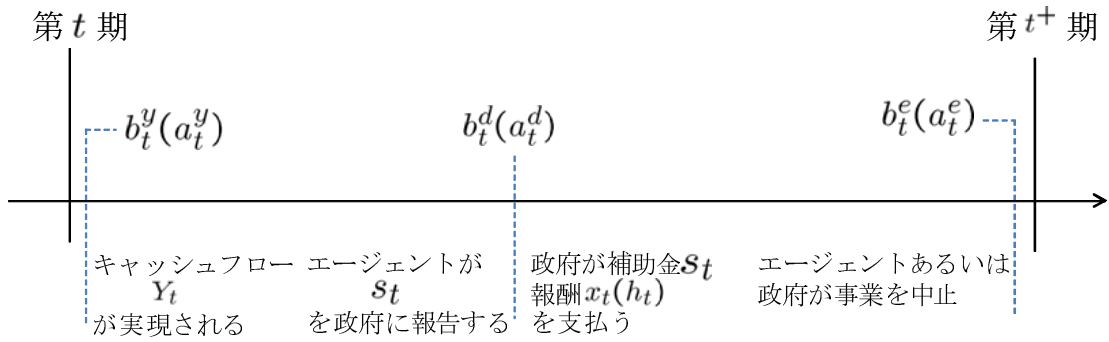 第 t 期
第 t⁺ 期
b_t^y(a_t^y)
b_t^d(a_t^d)
b_t^e(a_t^e)
キャッシュフロー
Y_t
が実現される
エージェントが
s_t
を政府に報告する
政府が補助金s_t
報酬x_t(h_t)
を支払う
エージェントあるいは
政府が事業を中止